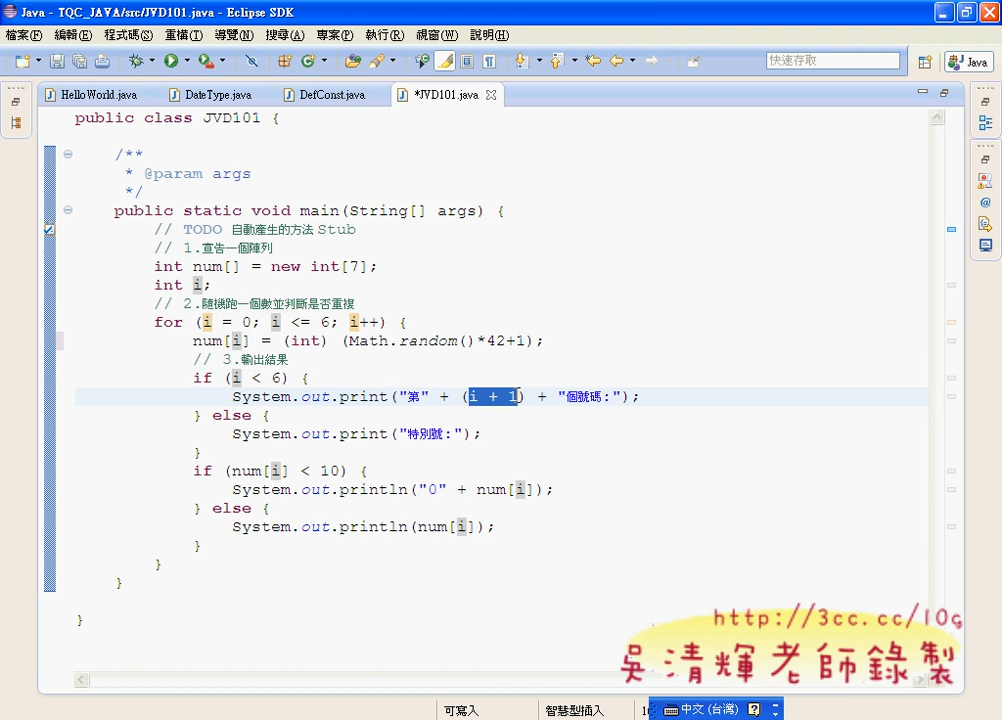 Java - TQC_JAVA/src/JVD101.java - Eclipse SDK
檔案(F) 編輯(E) 程式碼(S) 重構(T) 導覽(N) 搜尋(A) 專案(P) 執行(R) 視窗(W) 說明(H)
快速存取
Java
HelloWorld.java DateType.java DefConst.java *JVD101.java
public class JVD101 {
/**
* @param args
*/
public static void main(String[] args) {
// TODO 自動產生的方法 Stub
// 1.宣告一個陣列
int num[] = new int[7];
int i;
// 2.隨機跑一個數並判斷是否重複
for (i = 0; i <= 6; i++) {
num[i] = (int) (Math.random()*42+1);
// 3.輸出結果
if (i < 6) {
System.out.print("第" + (i + 1) + "個號碼：");
} else {
System.out.print("特別號：");
}
if (num[i] < 10) {
System.out.println("0" + num[i]);
} else {
System.out.println(num[i]);
}
}
}
}
http://3cc.cc/10g
吳清輝老師錄製
可寫入 智慧型插入 1
中文 (台灣)